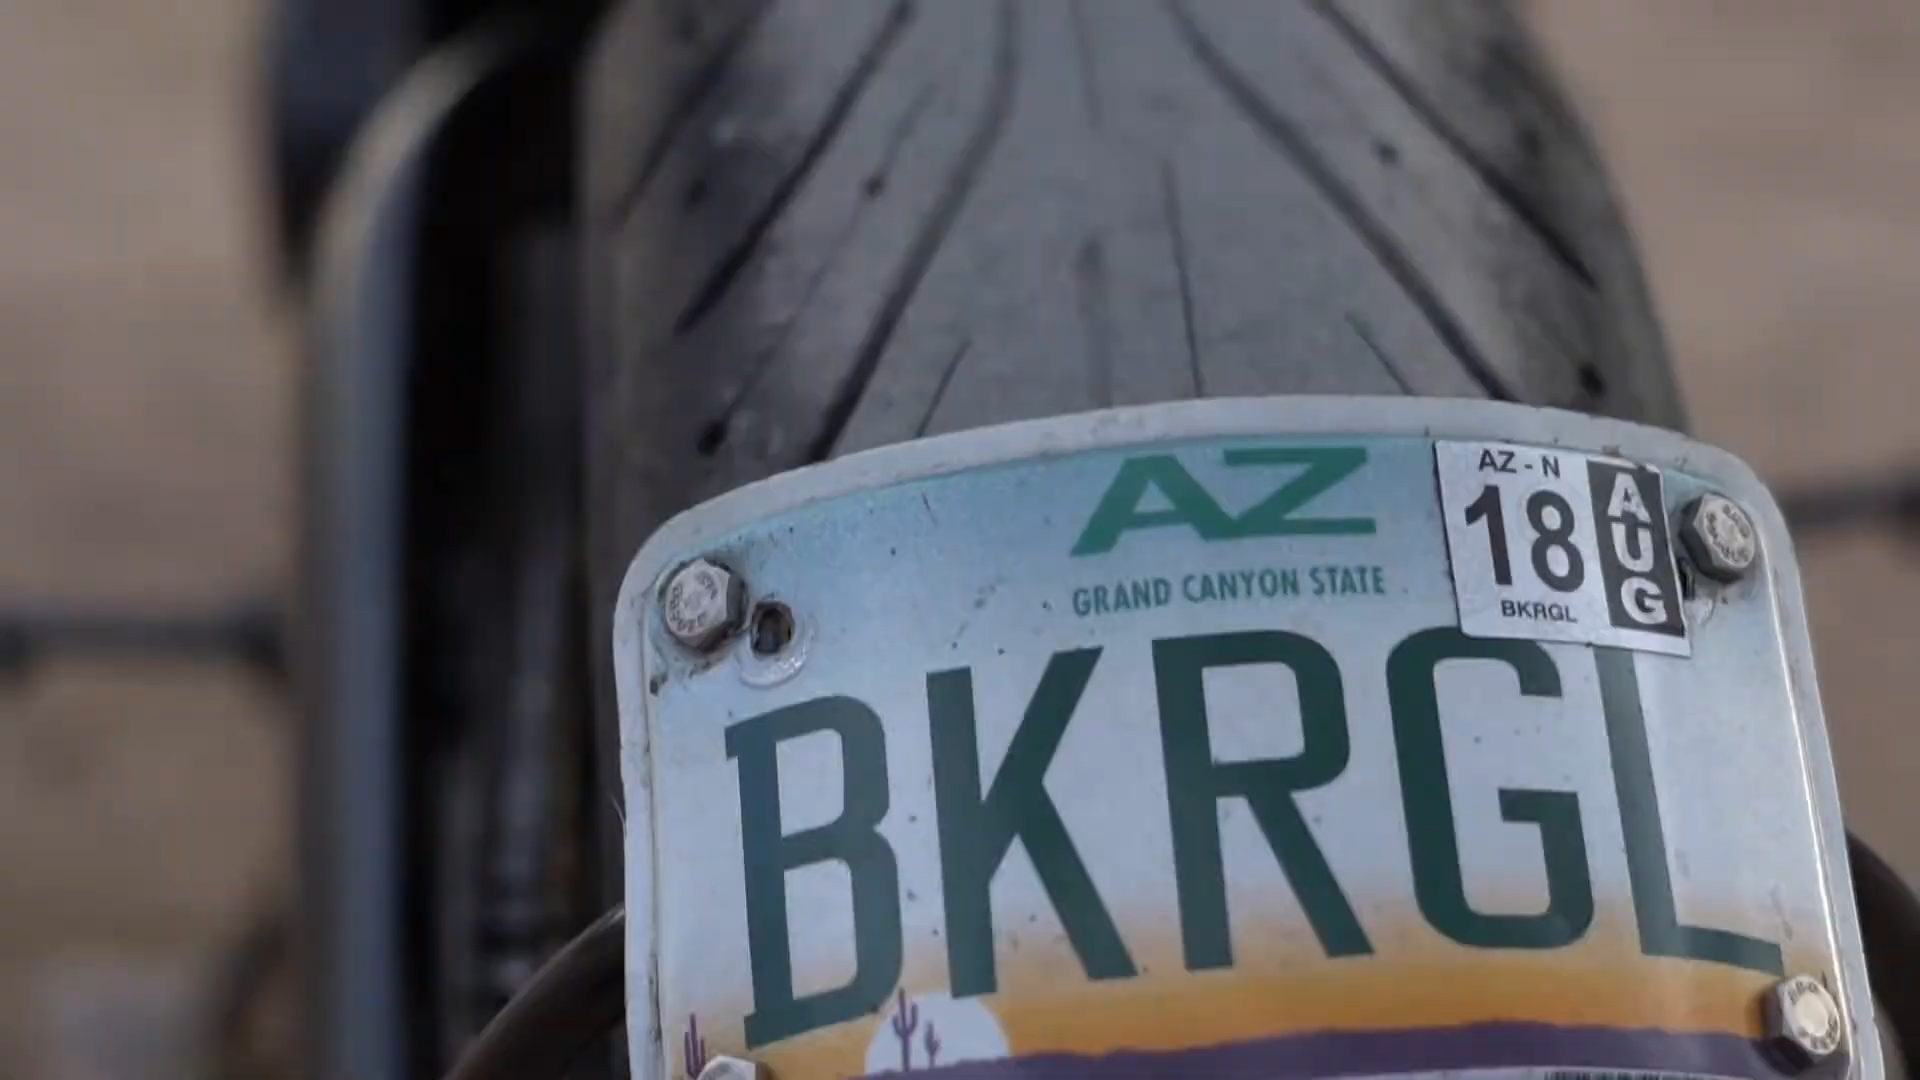 AZ
GRAND CANYON STATE
AZ - N
18
AUG
BKRGL
BKRGL